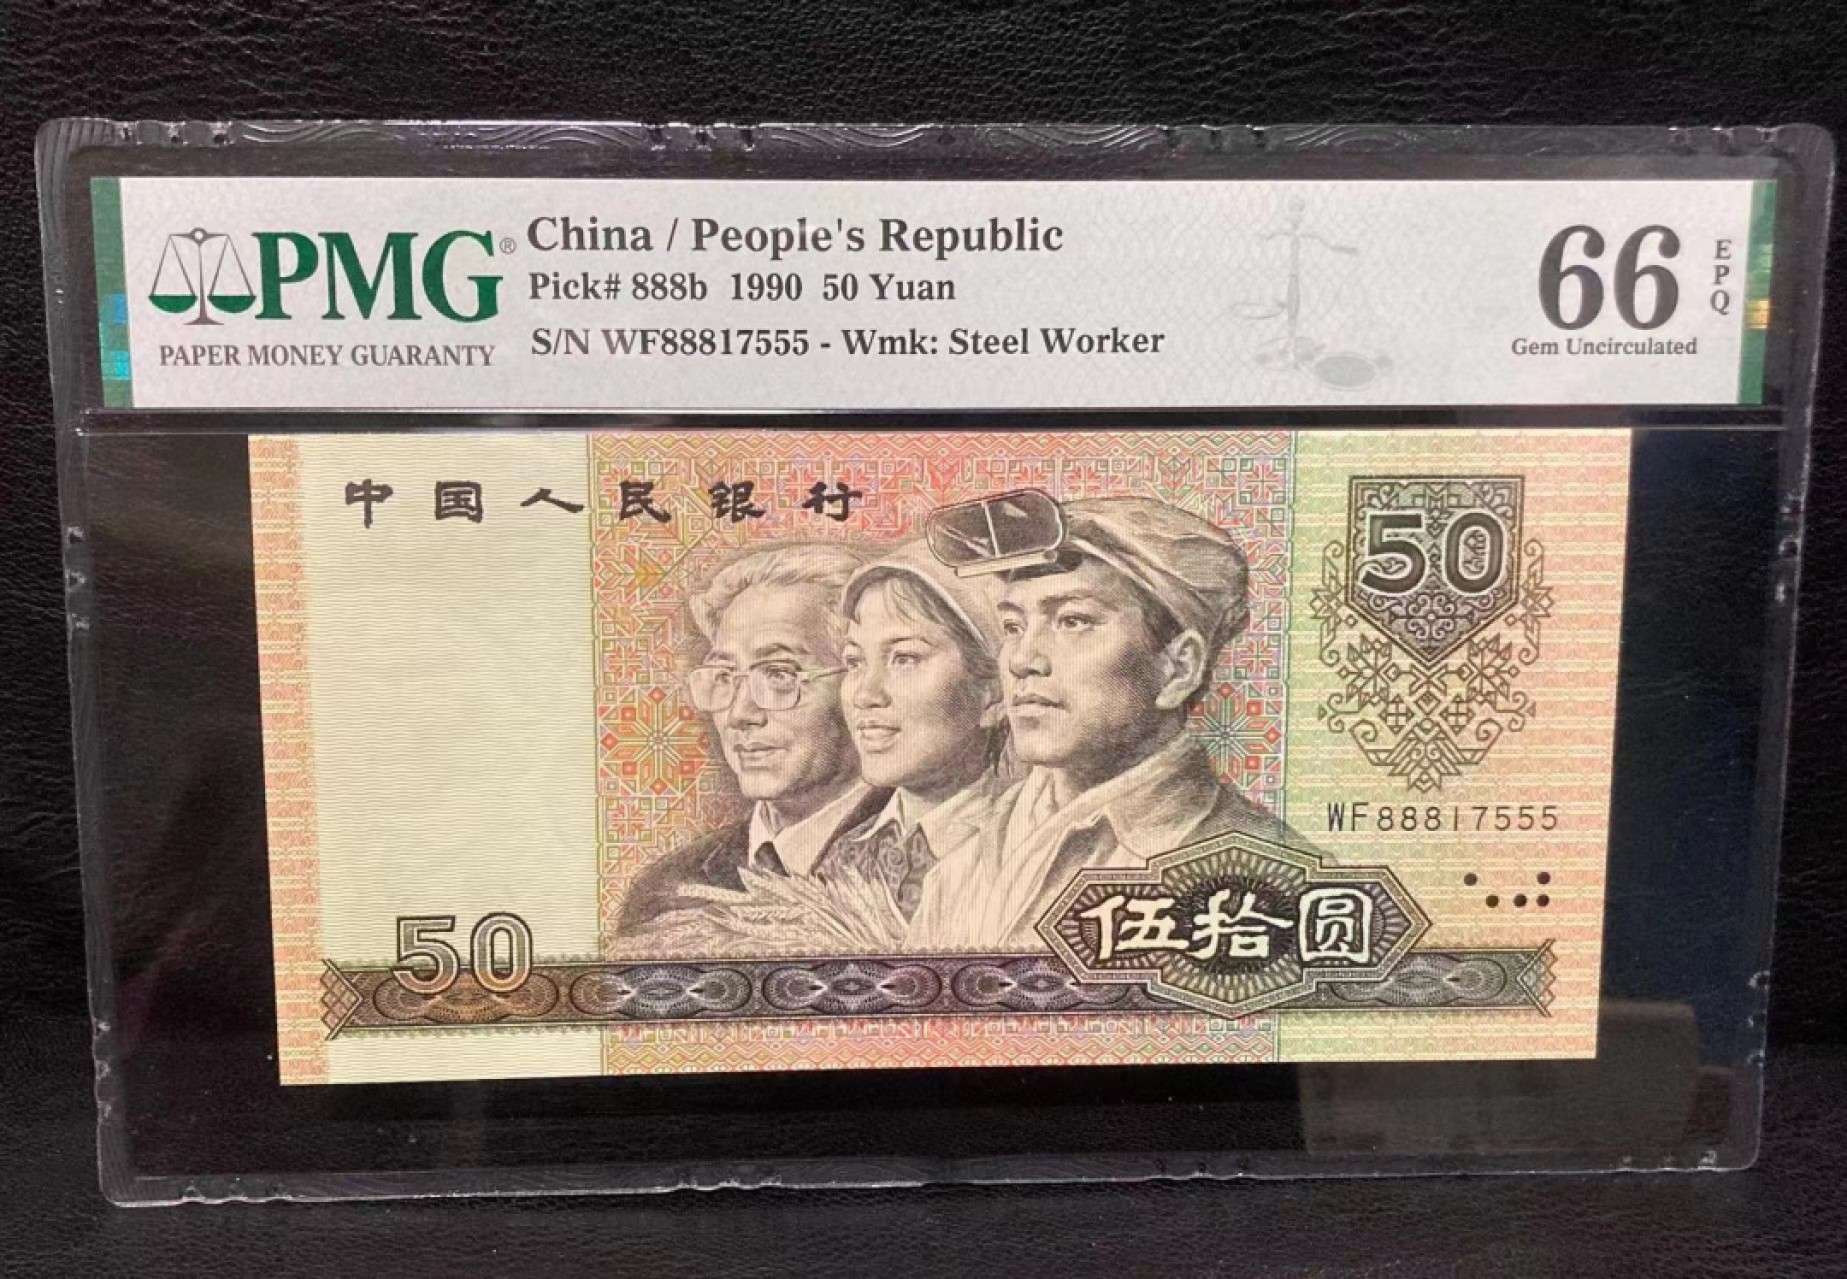 PMG®
PAPER MONEY GUARANTY
China / People's Republic
Pick# 888b 1990 50 Yuan
S/N WF88817555 - Wmk: Steel Worker
66
EPQ
Gem Uncirculated
中国人民银行
50
WF88817555
50
伍拾圆